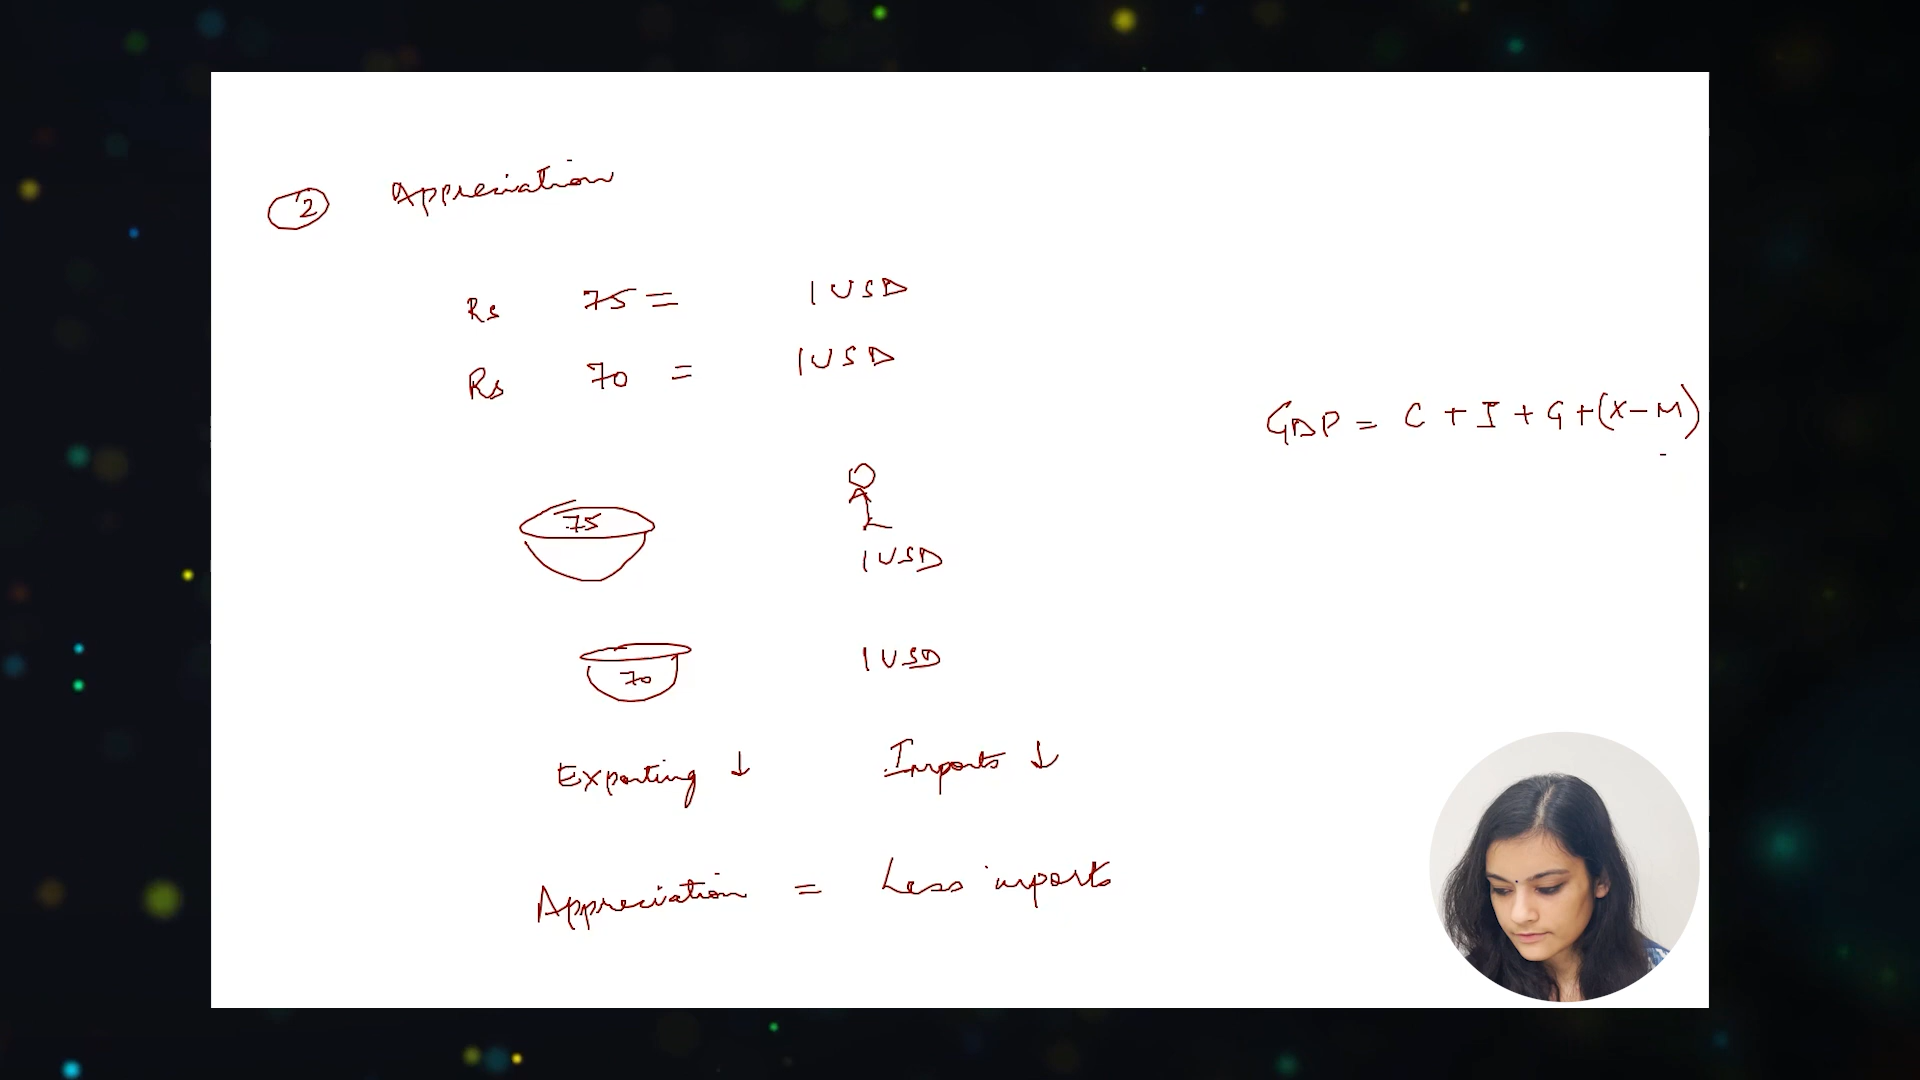 2 Appreciation
Rs 75 = 1 USD
Rs 70 = 1 USD
GDP = C + I + G + (X - M)
75
1 USD
70 1 USD
Exporting ↓ Imports ↓
Appreciation = Less imports